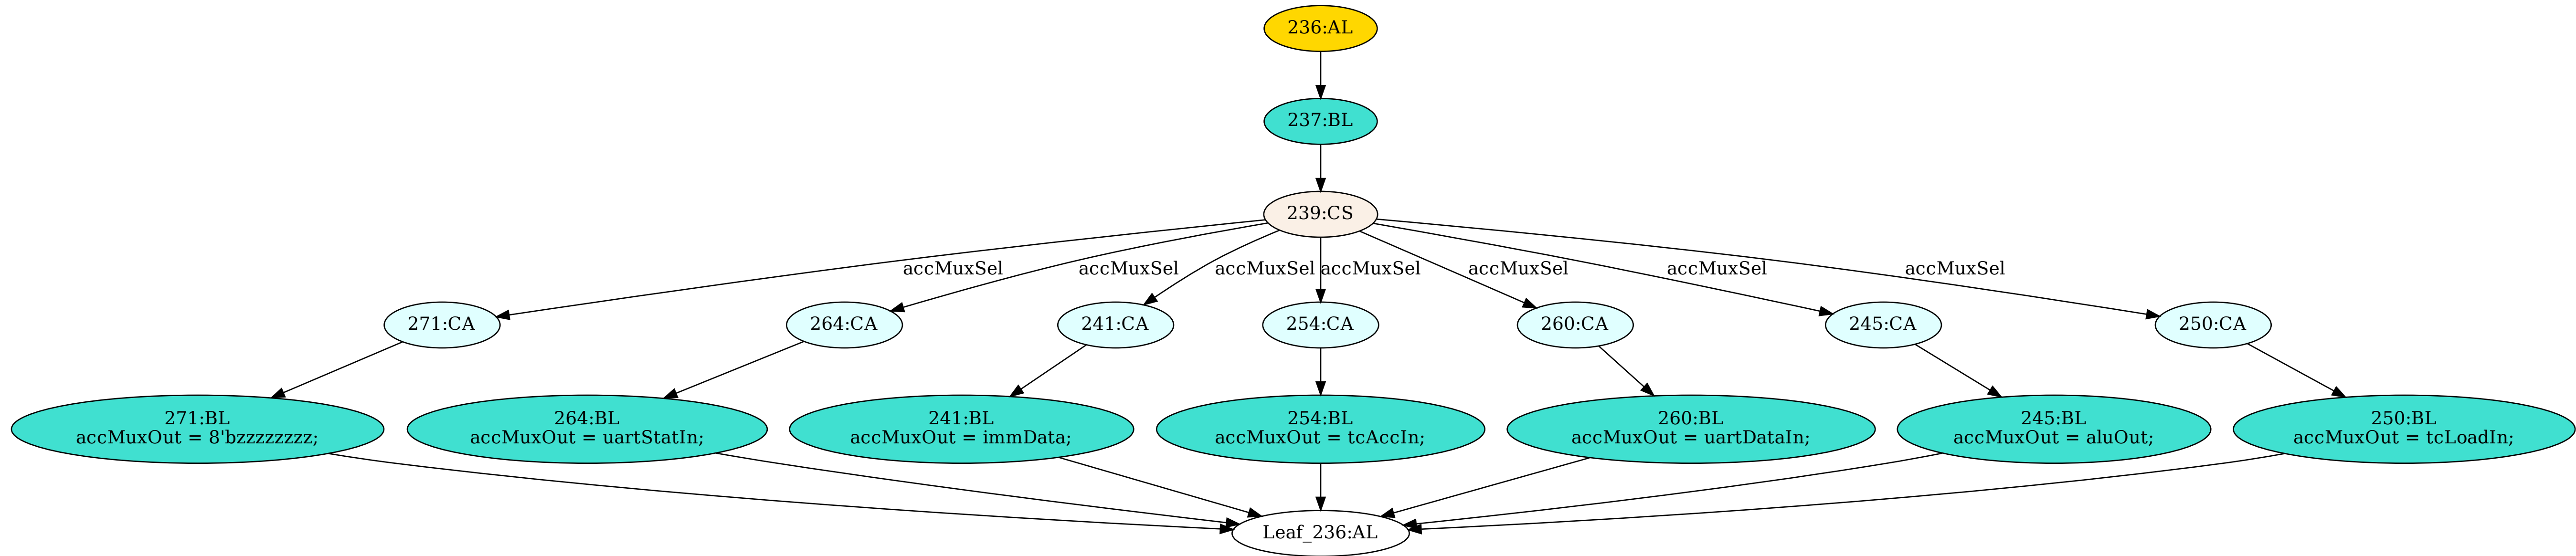 236:AL
237:BL
239:CS
accMuxSel
accMuxSel
accMuxSel
accMuxSel
accMuxSel
accMuxSel
accMuxSel
271:CA
264:CA
241:CA
254:CA
260:CA
245:CA
250:CA
271:BL
accMuxOut = 8'bzzzzzzzz;
264:BL
accMuxOut = uartStatIn;
241:BL
accMuxOut = immData;
254:BL
accMuxOut = tcAccIn;
260:BL
accMuxOut = uartDataIn;
245:BL
accMuxOut = aluOut;
250:BL
accMuxOut = tcLoadIn;
Leaf_236:AL